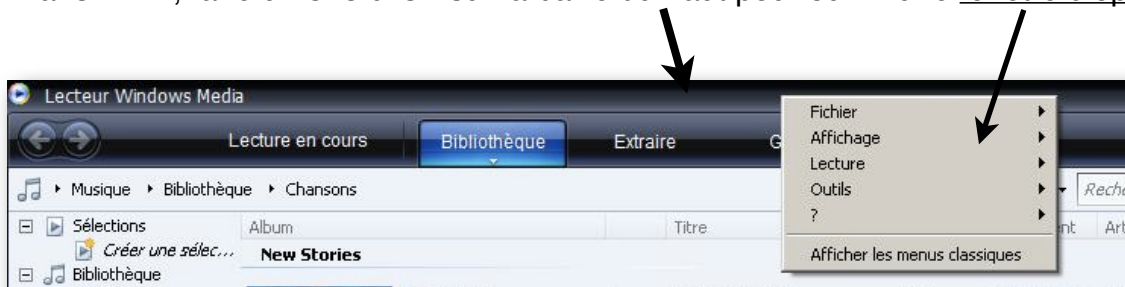 Lecteur Windows Media
Lecture en cours Bibliothèque Extraire G
Fichier
Affichage
Lecture
Outils
?
Afficher les menus classiques
Musique Bibliothèque Chansons
Sélections
Créer une sélec...
Bibliothèque
Album Titre
New Stories